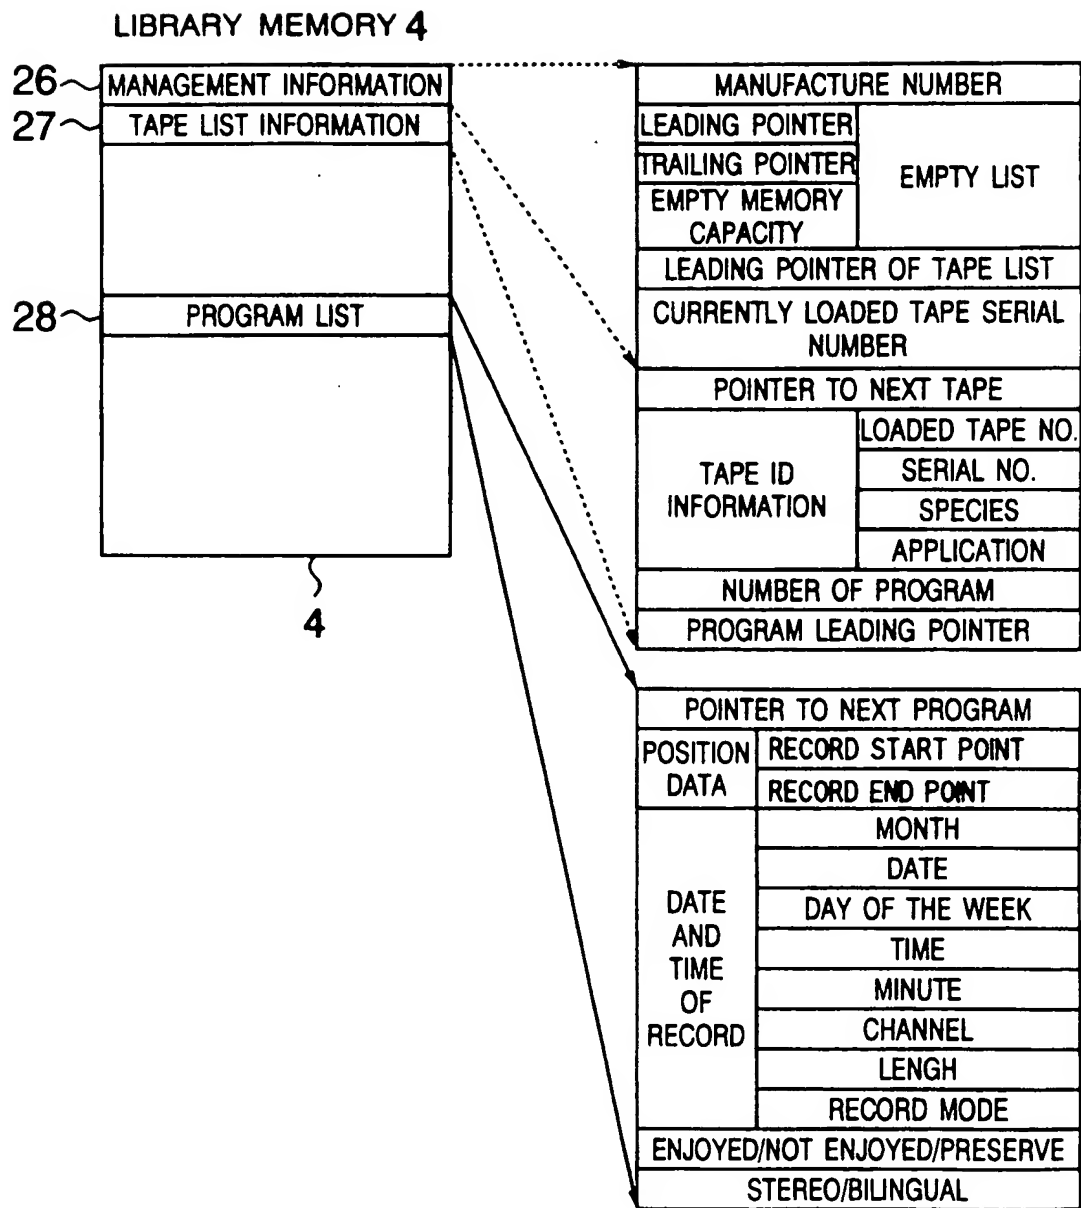 LIBRARY MEMORY 4
26
MANAGEMENT INFORMATION
27
TAPE LIST INFORMATION
28
PROGRAM LIST
4
MANUFACTURE NUMBER
LEADING POINTER
TRAILING POINTER
EMPTY MEMORY
CAPACITY
EMPTY LIST
LEADING POINTER OF TAPE LIST
CURRENTLY LOADED TAPE SERIAL
NUMBER
POINTER TO NEXT TAPE
TAPE ID
INFORMATION
LOADED TAPE NO.
SERIAL NO.
SPECIES
APPLICATION
NUMBER OF PROGRAM
PROGRAM LEADING POINTER
POINTER TO NEXT PROGRAM
POSITION
DATA
RECORD START POINT
RECORD END POINT
DATE
AND
TIME
OF
RECORD
MONTH
DATE
DAY OF THE WEEK
TIME
MINUTE
CHANNEL
LENGH
RECORD MODE
ENJOYED/NOT ENJOYED/PRESERVE
STEREO/BILINGUAL